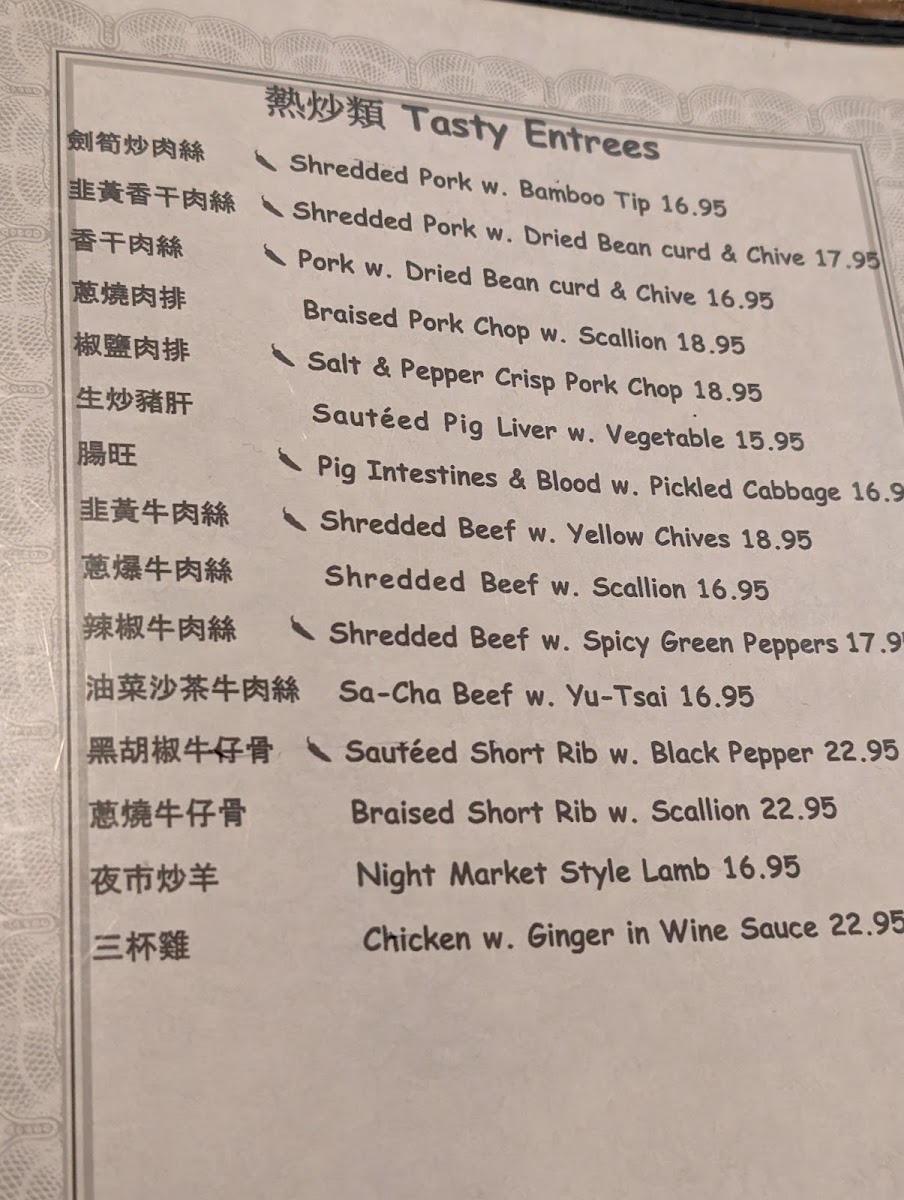 熱炒類 Tasty Entrees
劍筍炒肉絲 Shredded Pork w. Bamboo Tip 16.95
韭黃香干肉絲 Shredded Pork w. Dried Bean curd & Chive 17.95
香干肉絲 Pork w. Dried Bean curd & Chive 16.95
蔥燒肉排 Braised Pork Chop w. Scallion 18.95
椒鹽肉排 Salt & Pepper Crisp Pork Chop 18.95
生炒豬肝 Sautéed Pig Liver w. Vegetable 15.95
腸旺 Pig Intestines & Blood w. Pickled Cabbage 16.9
韭黃牛肉絲 Shredded Beef w. Yellow Chives 18.95
蔥爆牛肉絲 Shredded Beef w. Scallion 16.95
辣椒牛肉絲 Shredded Beef w. Spicy Green Peppers 17.9
油菜沙茶牛肉絲 Sa-Cha Beef w. Yu-Tsai 16.95
黑胡椒牛仔骨 Sautéed Short Rib w. Black Pepper 22.95
蔥燒牛仔骨 Braised Short Rib w. Scallion 22.95
夜市炒羊 Night Market Style Lamb 16.95
三杯雞 Chicken w. Ginger in Wine Sauce 22.95